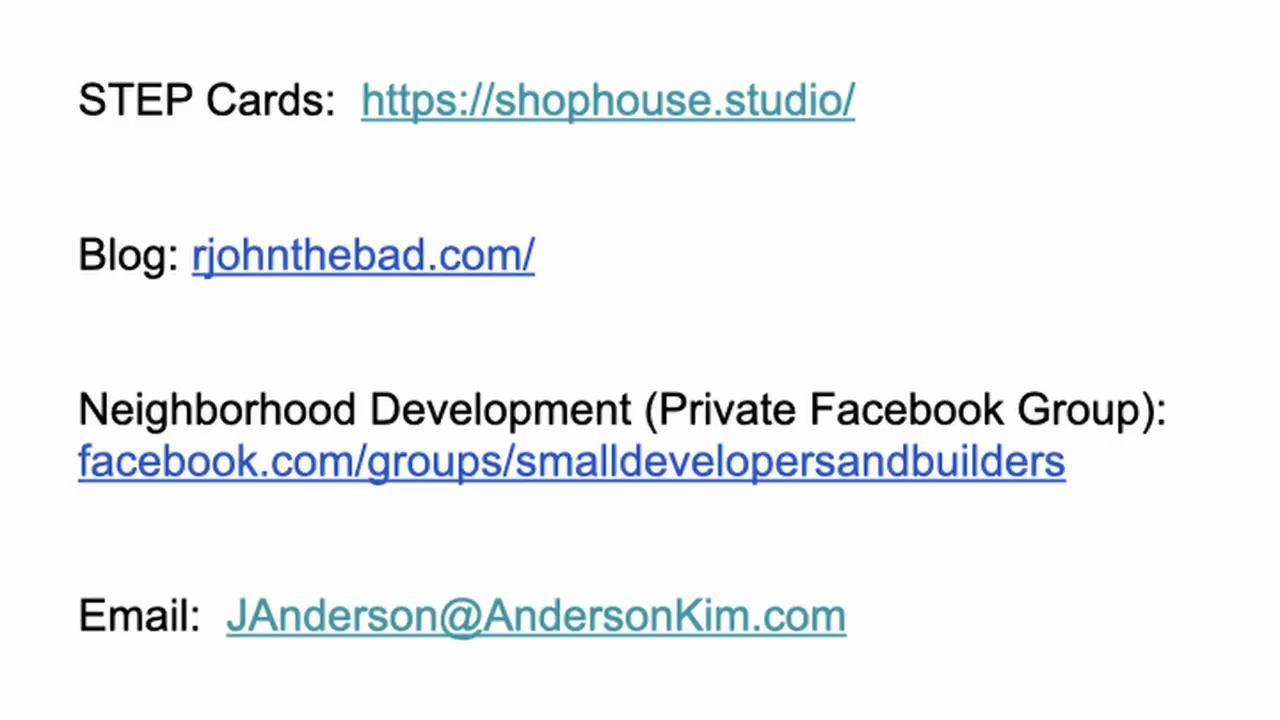 STEP Cards:  https://shophouse.studio/
Blog: rjohnthebad.com/
Neighborhood Development (Private Facebook Group):
facebook.com/groups/smalldevelopersandbuilders
Email:  JAnderson@AndersonKim.com